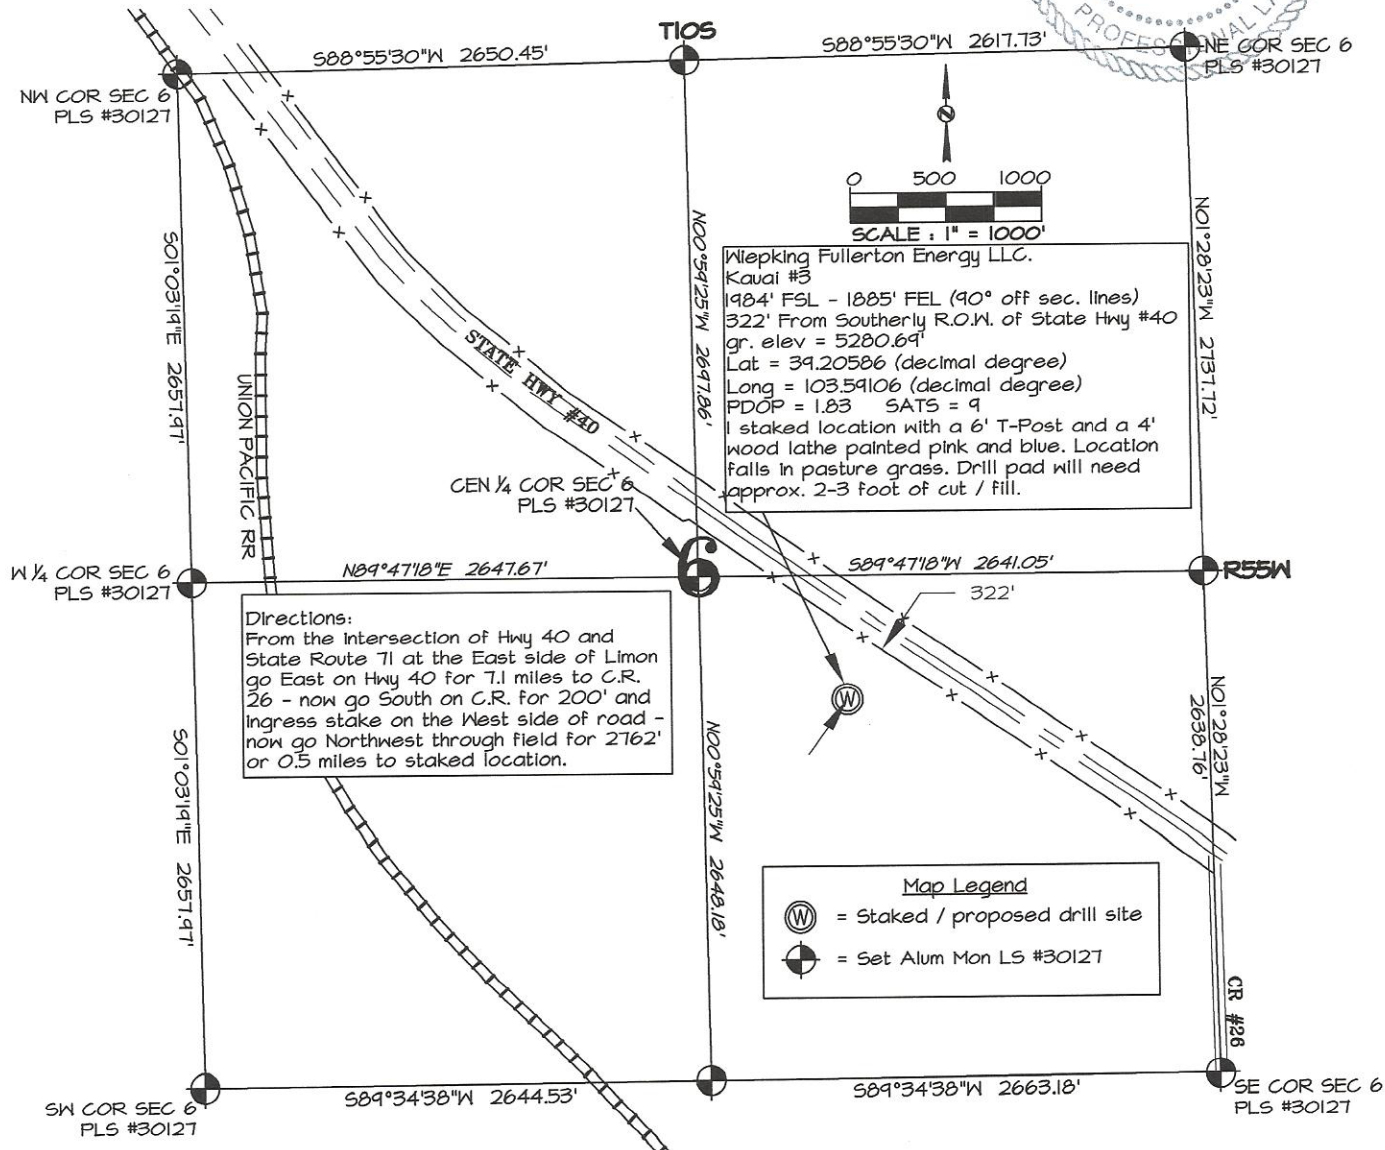 PROFESSIONAL LA
T10S
S88°55'30"W 2650.45'
S88°55'30"W 2617.73'
NE COR SEC 6
PLS #30127
NW COR SEC 6
PLS #30127
N
0 500 1000
SCALE : 1" = 1000'
S01°03'19"E 2657.97'
N00°59'25"W 2697.86'
N01°28'23"W 2737.72'
Wiepking Fullerton Energy LLC.
Kauai #3
1984' FSL - 1885' FEL (90° off sec. lines)
322' From Southerly R.O.W. of State Hwy #40
gr. elev = 5280.69'
Lat = 39.20586 (decimal degree)
Long = 103.59106 (decimal degree)
PDOP = 1.83 SATS = 9
I staked location with a 6' T-Post and a 4'
wood lathe painted pink and blue. Location
falls in pasture grass. Drill pad will need
approx. 2-3 foot of cut / fill.
STATE HWY #40
UNION PACIFIC RR
CEN 1/4 COR SEC 6
PLS #30127
6
W 1/4 COR SEC 6
PLS #30127
N89°47'18"E 2647.67'
S89°47'18"W 2641.05'
R55W
322'
Directions:
From the intersection of Hwy 40 and
State Route 71 at the East side of Limon
go East on Hwy 40 for 7.1 miles to C.R.
26 - now go South on C.R. for 200' and
ingress stake on the West side of road -
now go Northwest through field for 2762'
or 0.5 miles to staked location.
W
S01°03'19"E 2657.97'
N00°59'25"W 2648.18'
N01°28'23"W
2638.76'
Map Legend
W = Staked / proposed drill site
= Set Alum Mon LS #30127
CR #26
SW COR SEC 6
PLS #30127
S89°34'38"W 2644.53'
S89°34'38"W 2663.18'
SE COR SEC 6
PLS #30127